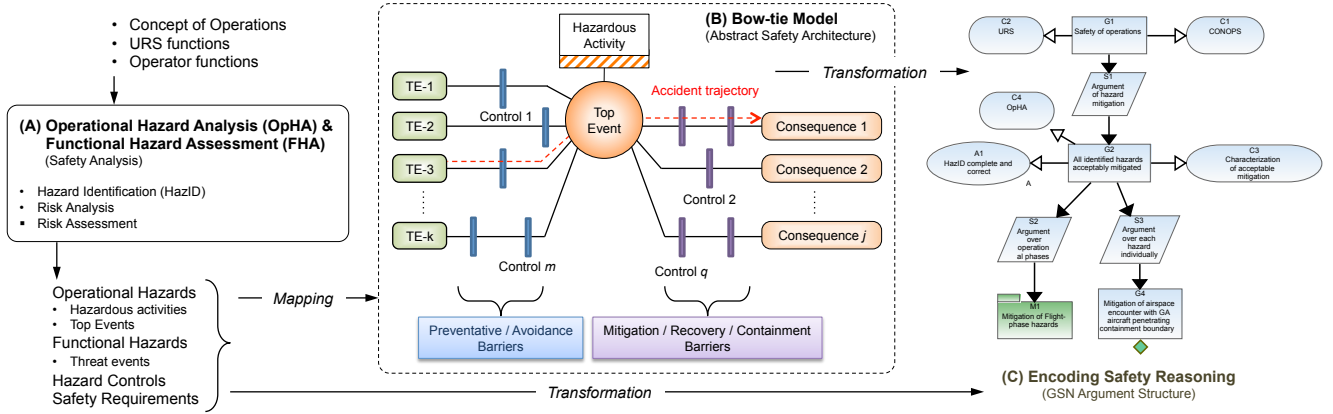 • Concept of Operations
• URS functions
• Operator functions
(A) Operational Hazard Analysis (OpHA) &
Functional Hazard Assessment (FHA)
(Safety Analysis)
• Hazard Identification (HazID)
• Risk Analysis
▪ Risk Assessment
Operational Hazards
• Hazardous activities
• Top Events
Functional Hazards
• Threat events
Hazard Controls
Safety Requirements
Mapping
(B) Bow-tie Model
(Abstract Safety Architecture)
Hazardous
Activity
TE-1
TE-2
TE-3
TE-k
Control 1
Control m
Top
Event
Accident trajectory
Consequence 1
Consequence 2
Consequence j
Control 2
Control q
Preventative / Avoidance
Barriers
Mitigation / Recovery / Containment
Barriers
Transformation
Transformation
C2
URS
G1
Safety of operations
C1
CONOPS
S1
Argument
of hazard
mitigation
C4
OpHA
A1
HazID complete and
correct
A
G2
All identified hazards
acceptably mitigated
C3
Characterization
of acceptable
mitigation
S2
Argument
over
operation
al phases
S3
Argument
over each
hazard
individually
M1
Mitigation of Flight-
phase hazards
G4
Mitigation of airspace
encounter with GA
aircraft penetrating
containment boundary
(C) Encoding Safety Reasoning
(GSN Argument Structure)